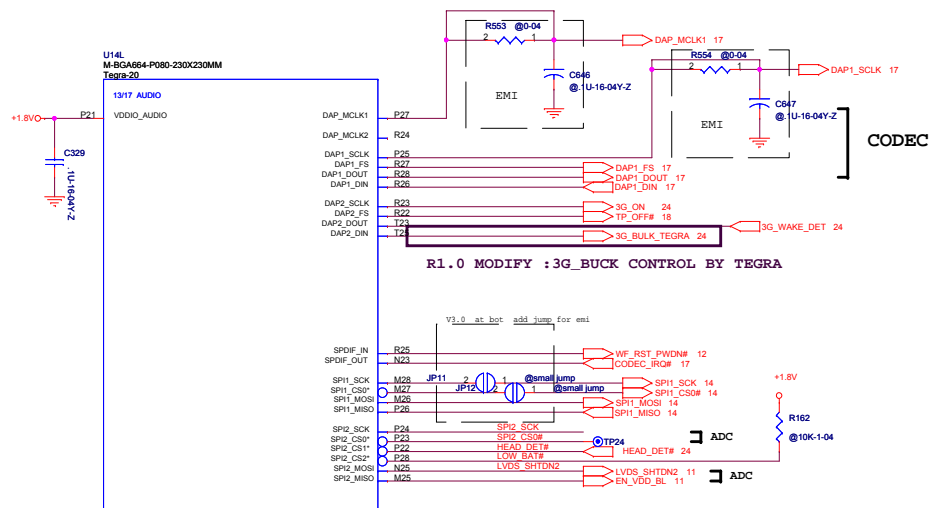 R553 @0-04
2 1
DAP_MCLK1 17
C646
@.1U-16-04Y-Z
EMI
R554 @0-04
2 1
DAP1_SCLK 17
C647
@.1U-16-04Y-Z
EMI
CODEC
U14L
M-BGA664-P080-230X230MM
Tegra-20
13/17 AUDIO
+1.8V
P21
VDDIO_AUDIO
C329
.1U-16-04Y-Z
DAP_MCLK1 P27
DAP_MCLK2 R24
DAP1_SCLK P25
DAP1_FS R27 DAP1_FS 17
DAP1_DOUT R28 DAP1_DOUT 17
DAP1_DIN R26 DAP1_DIN 17
DAP2_SCLK R23 3G_ON 24
DAP2_FS R22 TP_OFF# 18
DAP2_DOUT T23 3G_WAKE_DET 24
DAP2_DIN T25 3G_BULK_TEGRA 24
R1.0 MODIFY :3G_BUCK CONTROL BY TEGRA
V3.0 at bot add jump for emi
SPDIF_IN R25 WF_RST_PWDN# 12
SPDIF_OUT N23 CODEC_IRQ# 17
SPI1_SCK M28 JP11 2 1 @small jump SPI1_SCK 14
SPI1_CS0* M27 JP12 2 1 @small jump SPI1_CS0# 14
SPI1_MOSI M26 SPI1_MOSI 14
SPI1_MISO P26 SPI1_MISO 14
SPI2_SCK P24 SPI2_SCK
SPI2_CS0* P23 SPI2_CS0# TP24
SPI2_CS1* P22 HEAD_DET# HEAD_DET# 24
SPI2_CS2* P28 LOW_BAT#
SPI2_MOSI N25 LVDS_SHTDN2 LVDS_SHTDN2 11
SPI2_MISO M25 EN_VDD_BL 11
ADC
ADC
+1.8V
R162
@10K-1-04